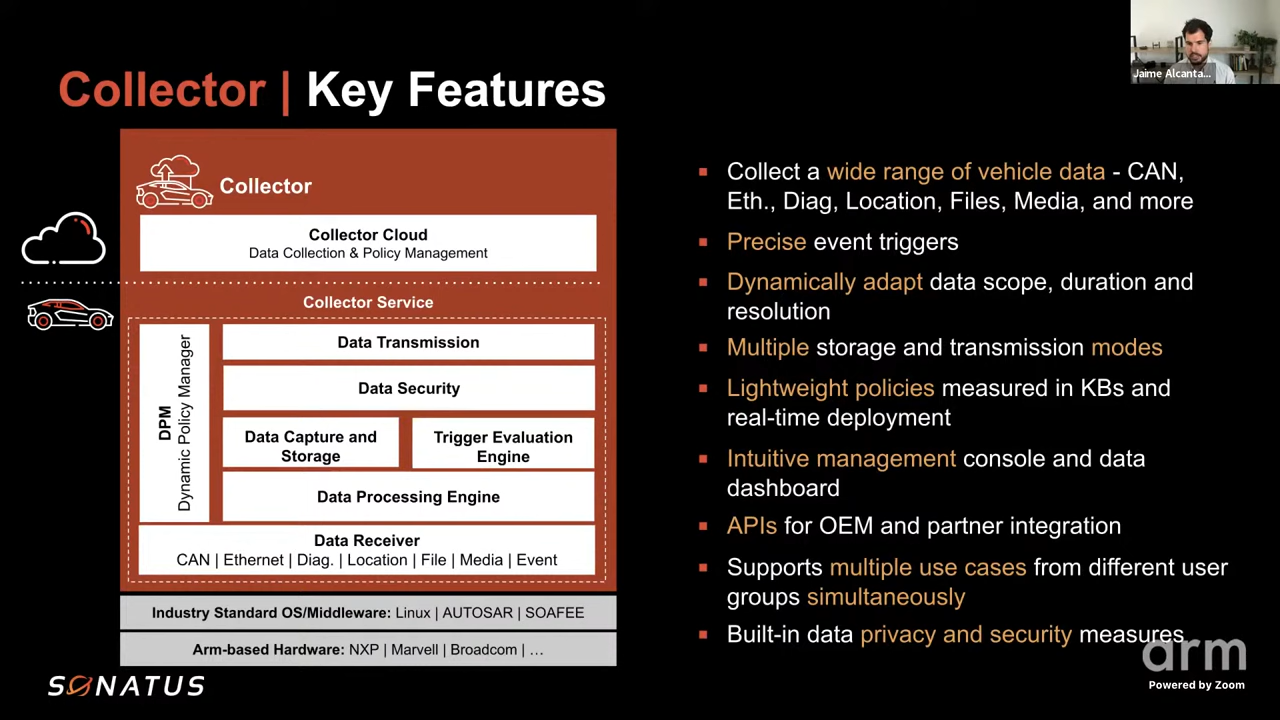 Jaime Alcanta...
Collector | Key Features
Collector
Collector Cloud
Data Collection & Policy Management
Collector Service
DPM
Dynamic Policy Manager
Data Transmission
Data Security
Data Capture and
Storage
Trigger Evaluation
Engine
Data Processing Engine
Data Receiver
CAN | Ethernet | Diag. | Location | File | Media | Event
Industry Standard OS/Middleware: Linux | AUTOSAR | SOAFEE
Arm-based Hardware: NXP | Marvell | Broadcom | …
SONATUS
▪ Collect a wide range of vehicle data - CAN,
Eth., Diag, Location, Files, Media, and more
▪ Precise event triggers
▪ Dynamically adapt data scope, duration and
resolution
▪ Multiple storage and transmission modes
▪ Lightweight policies measured in KBs and
real-time deployment
▪ Intuitive management console and data
dashboard
▪ APIs for OEM and partner integration
▪ Supports multiple use cases from different user
groups simultaneously
▪ Built-in data privacy and security measures
arm
Powered by Zoom